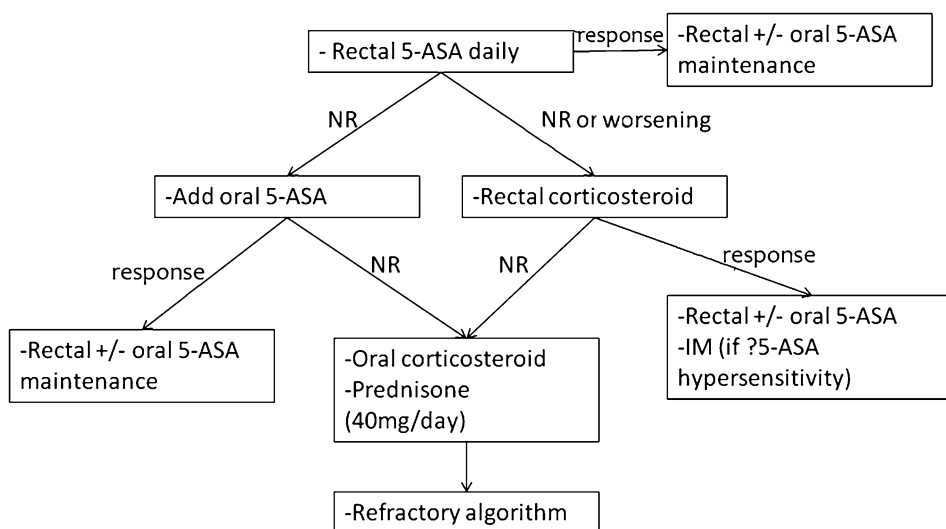 - Rectal 5-ASA daily
response
-Rectal +/- oral 5-ASA
maintenance
NR
NR or worsening
-Add oral 5-ASA
-Rectal corticosteroid
response
NR
NR
response
-Rectal +/- oral 5-ASA
maintenance
-Oral corticosteroid
-Prednisone
(40mg/day)
-Rectal +/- oral 5-ASA
-IM (if ?5-ASA
hypersensitivity)
-Refractory algorithm